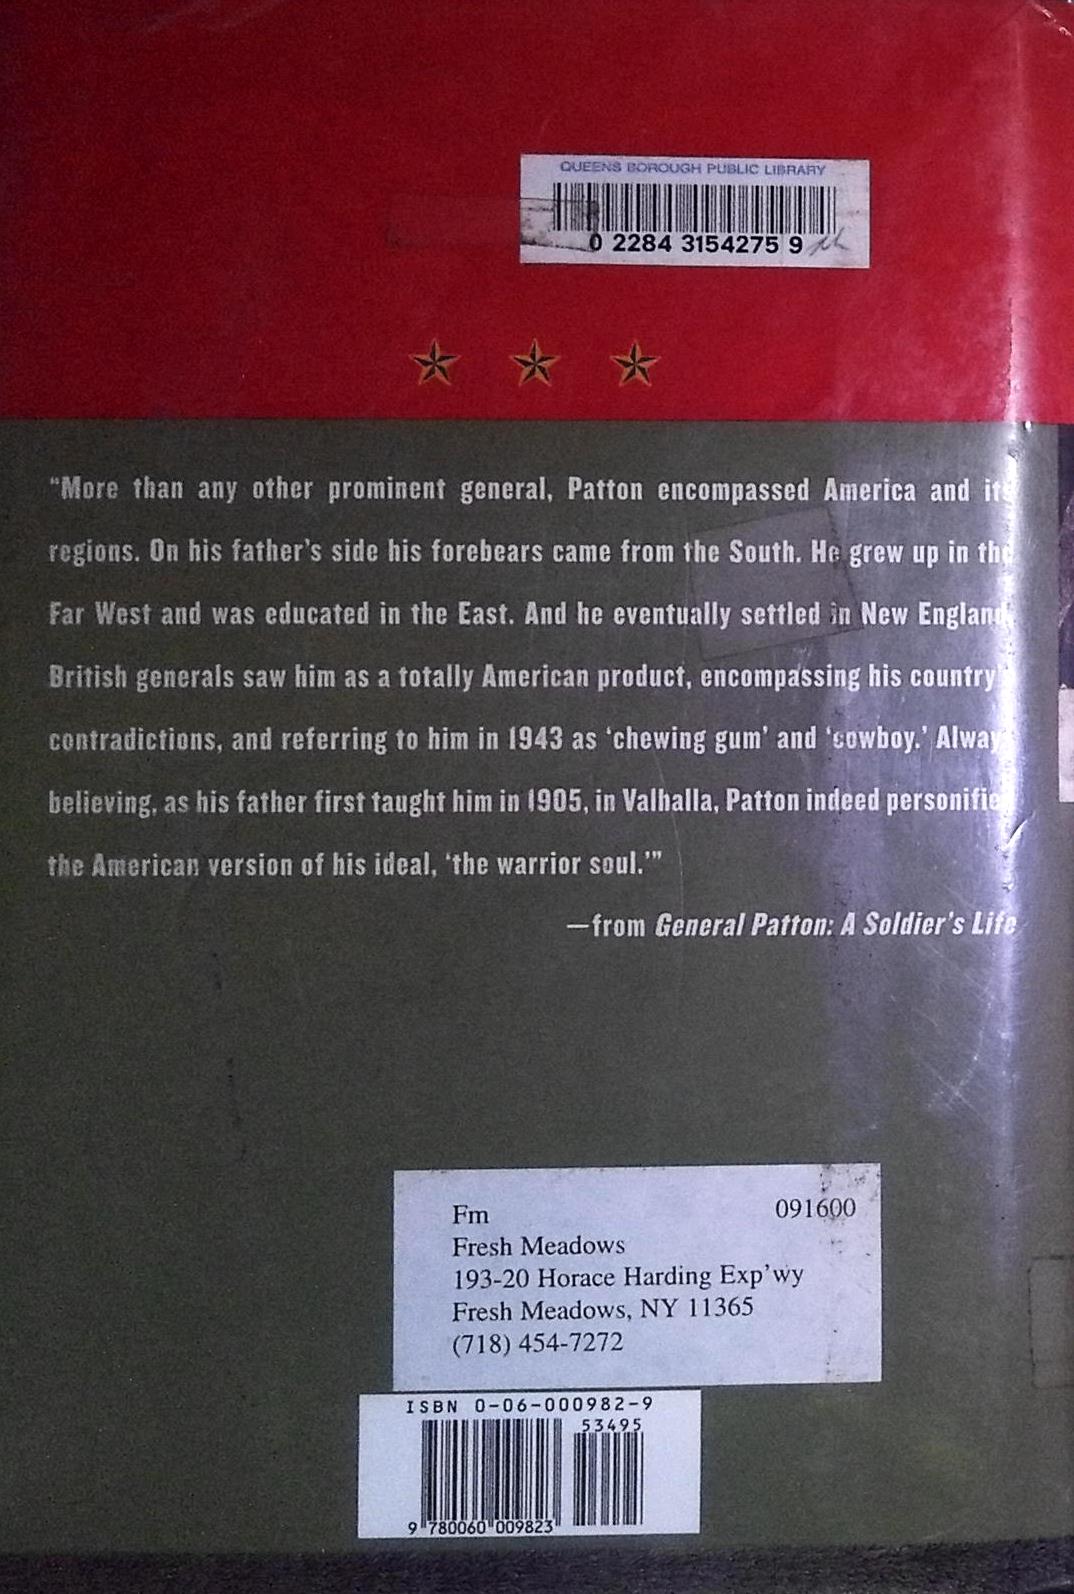 QUEENS BOROUGH PUBLIC LIBRARY
0 2284 3154275 9
“More than any other prominent general, Patton encompassed America and its
regions. On his father’s side his forebears came from the South. He grew up in the
Far West and was educated in the East. And he eventually settled in New England.
British generals saw him as a totally American product, encompassing his country
contradictions, and referring to him in 1943 as ‘chewing gum’ and ‘cowboy.’ Alway
believing, as his father first taught him in 1905, in Valhalla, Patton indeed personifie
the American version of his ideal, ‘the warrior soul.’”
—from General Patton: A Soldier’s Life
Fm 091600
Fresh Meadows
193-20 Horace Harding Exp’wy
Fresh Meadows, NY 11365
(718) 454-7272
ISBN 0-06-000982-9
53495
9 780060 009823